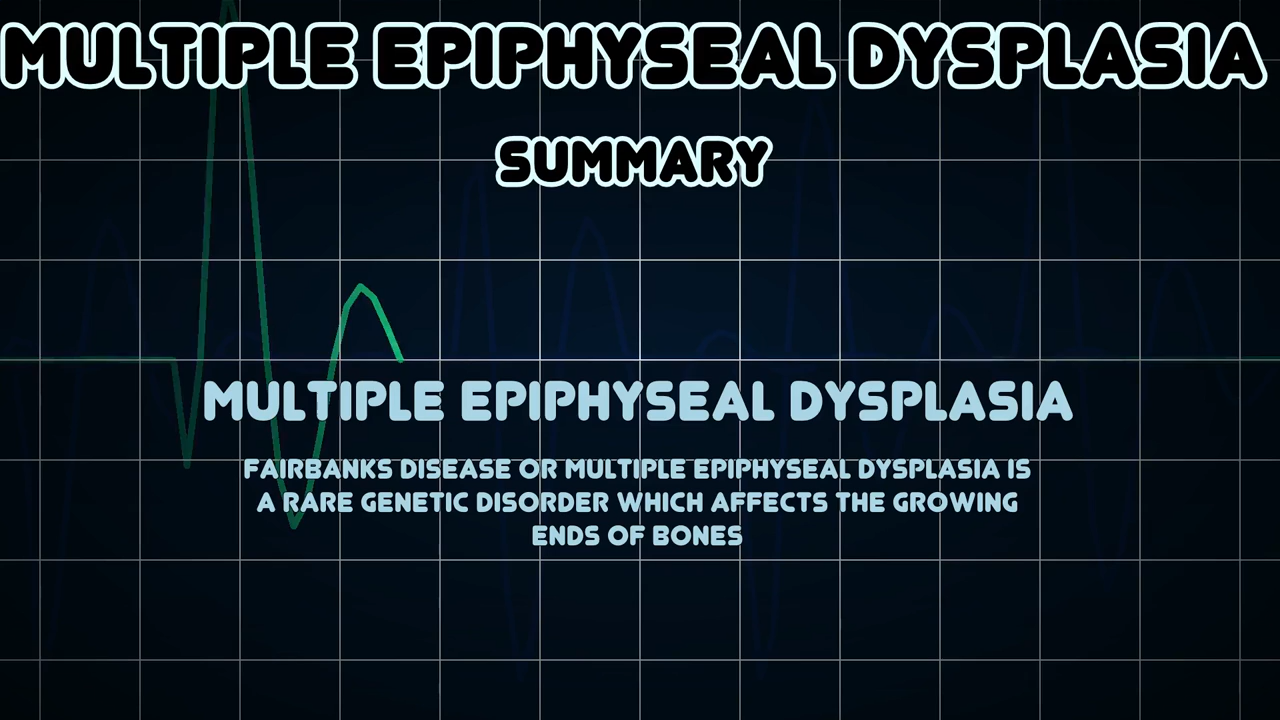 MULTIPLE EPIPHYSEAL DYSPLASIA
SUMMARY
MULTIPLE EPIPHYSEAL DYSPLASIA
FAIRBANKS DISEASE OR MULTIPLE EPIPHYSEAL DYSPLASIA IS
A RARE GENETIC DISORDER WHICH AFFECTS THE GROWING
ENDS OF BONES